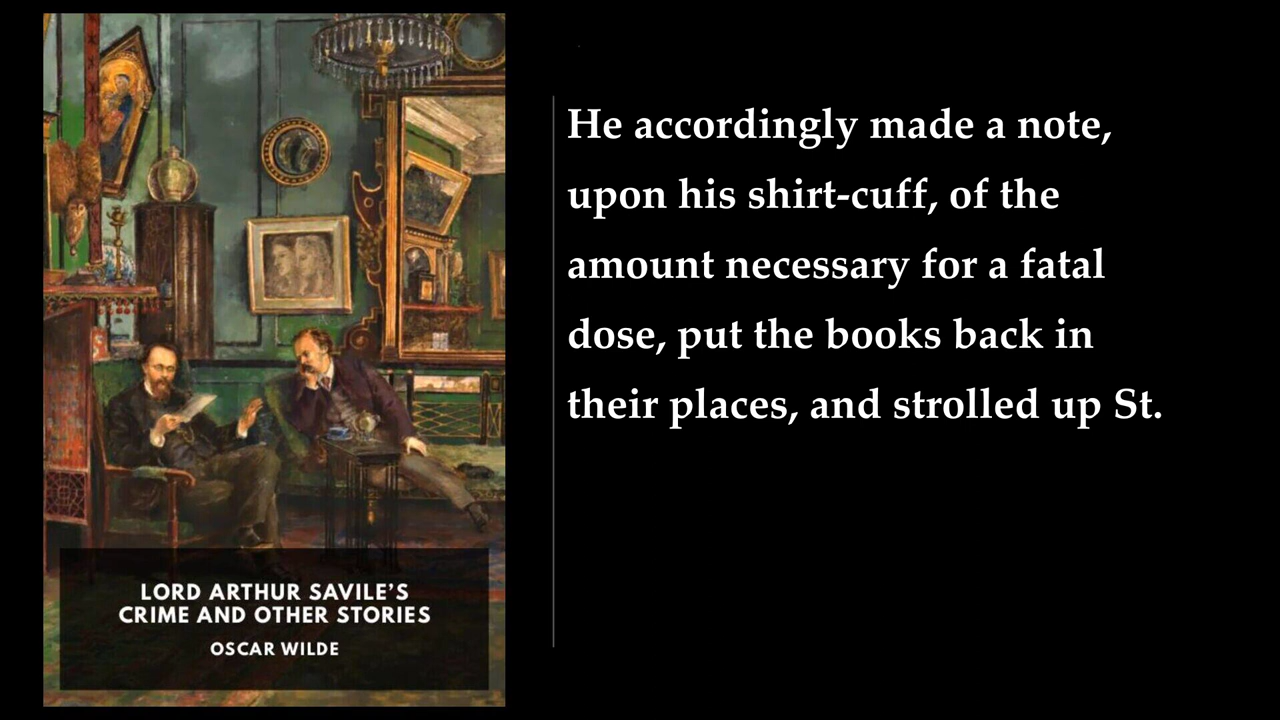 He accordingly made a note,
upon his shirt-cuff, of the
amount necessary for a fatal
dose, put the books back in
their places, and strolled up St.
LORD ARTHUR SAVILE’S
CRIME AND OTHER STORIES
OSCAR WILDE